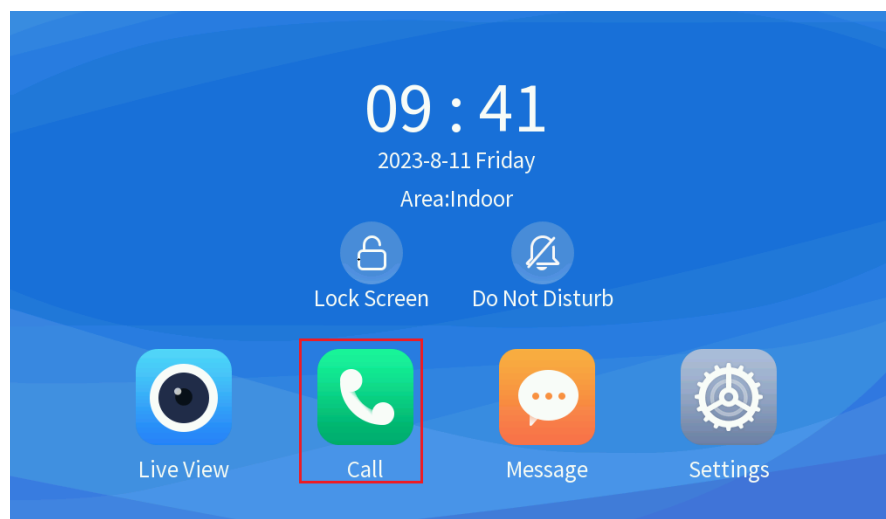 09 : 41
2023-8-11 Friday
Area:Indoor
Lock Screen Do Not Disturb
Live View Call Message Settings